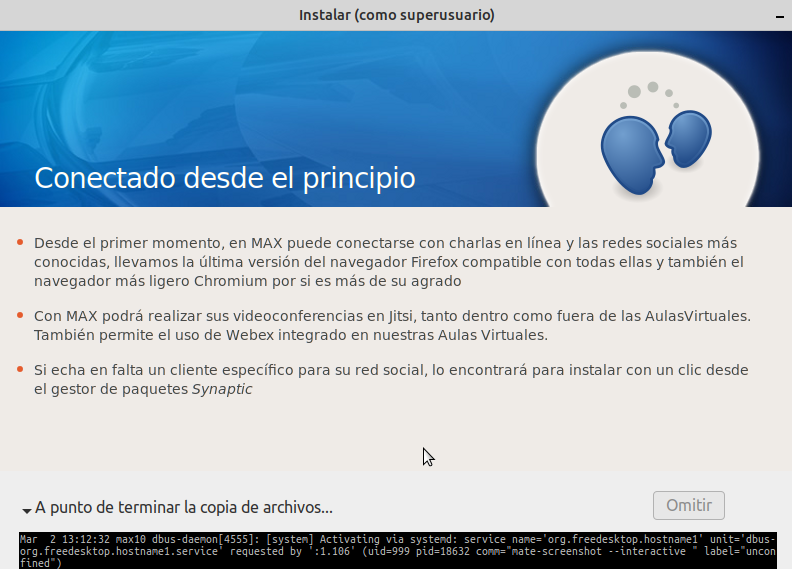 Instalar (como superusuario)
Conectado desde el principio
Desde el primer momento, en MAX puede conectarse con charlas en línea y las redes sociales más
conocidas, llevamos la última versión del navegador Firefox compatible con todas ellas y también el
navegador más ligero Chromium por si es más de su agrado
Con MAX podrá realizar sus videoconferencias en Jitsi, tanto dentro como fuera de las AulasVirtuales.
También permite el uso de Webex integrado en nuestras Aulas Virtuales.
Si echa en falta un cliente específico para su red social, lo encontrará para instalar con un clic desde
el gestor de paquetes Synaptic
A punto de terminar la copia de archivos...
Omitir
Mar  2 13:12:32 max10 dbus-daemon[4555]: [system] Activating via systemd: service name='org.freedesktop.hostname1' unit='dbus-
org.freedesktop.hostname1.service' requested by ':1.106' (uid=999 pid=18632 comm="mate-screenshot --interactive " label="uncon
fined")